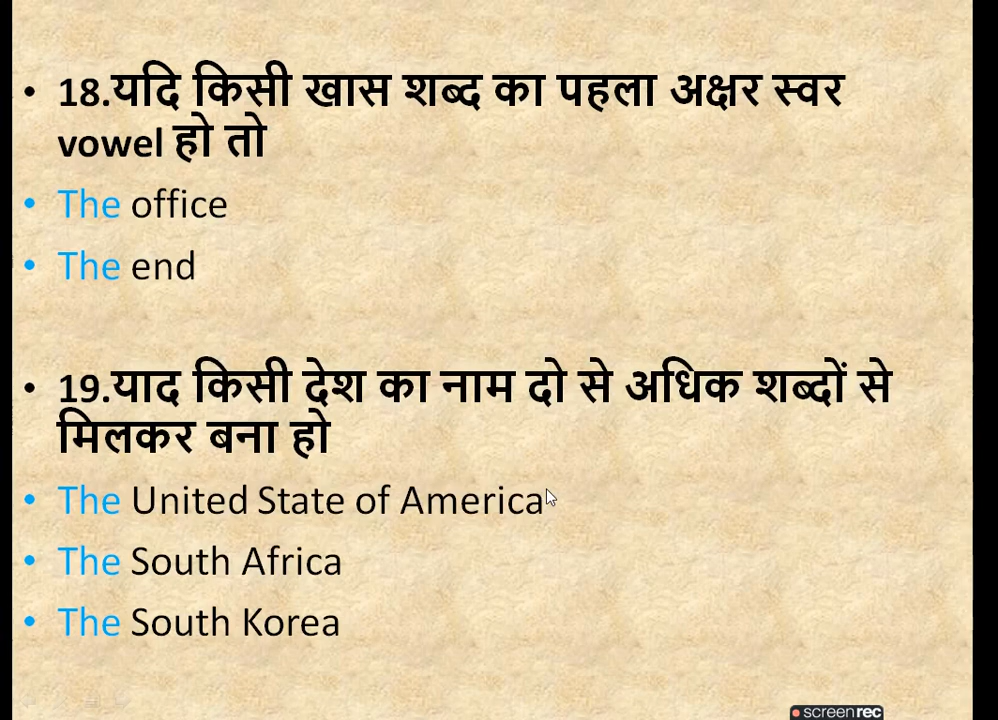 • 18.यदि किसी खास शब्द का पहला अक्षर स्वर
vowel हो तो
• The office
• The end
• 19.याद किसी देश का नाम दो से अधिक शब्दों से
मिलकर बना हो
• The United State of America
• The South Africa
• The South Korea
screenrec